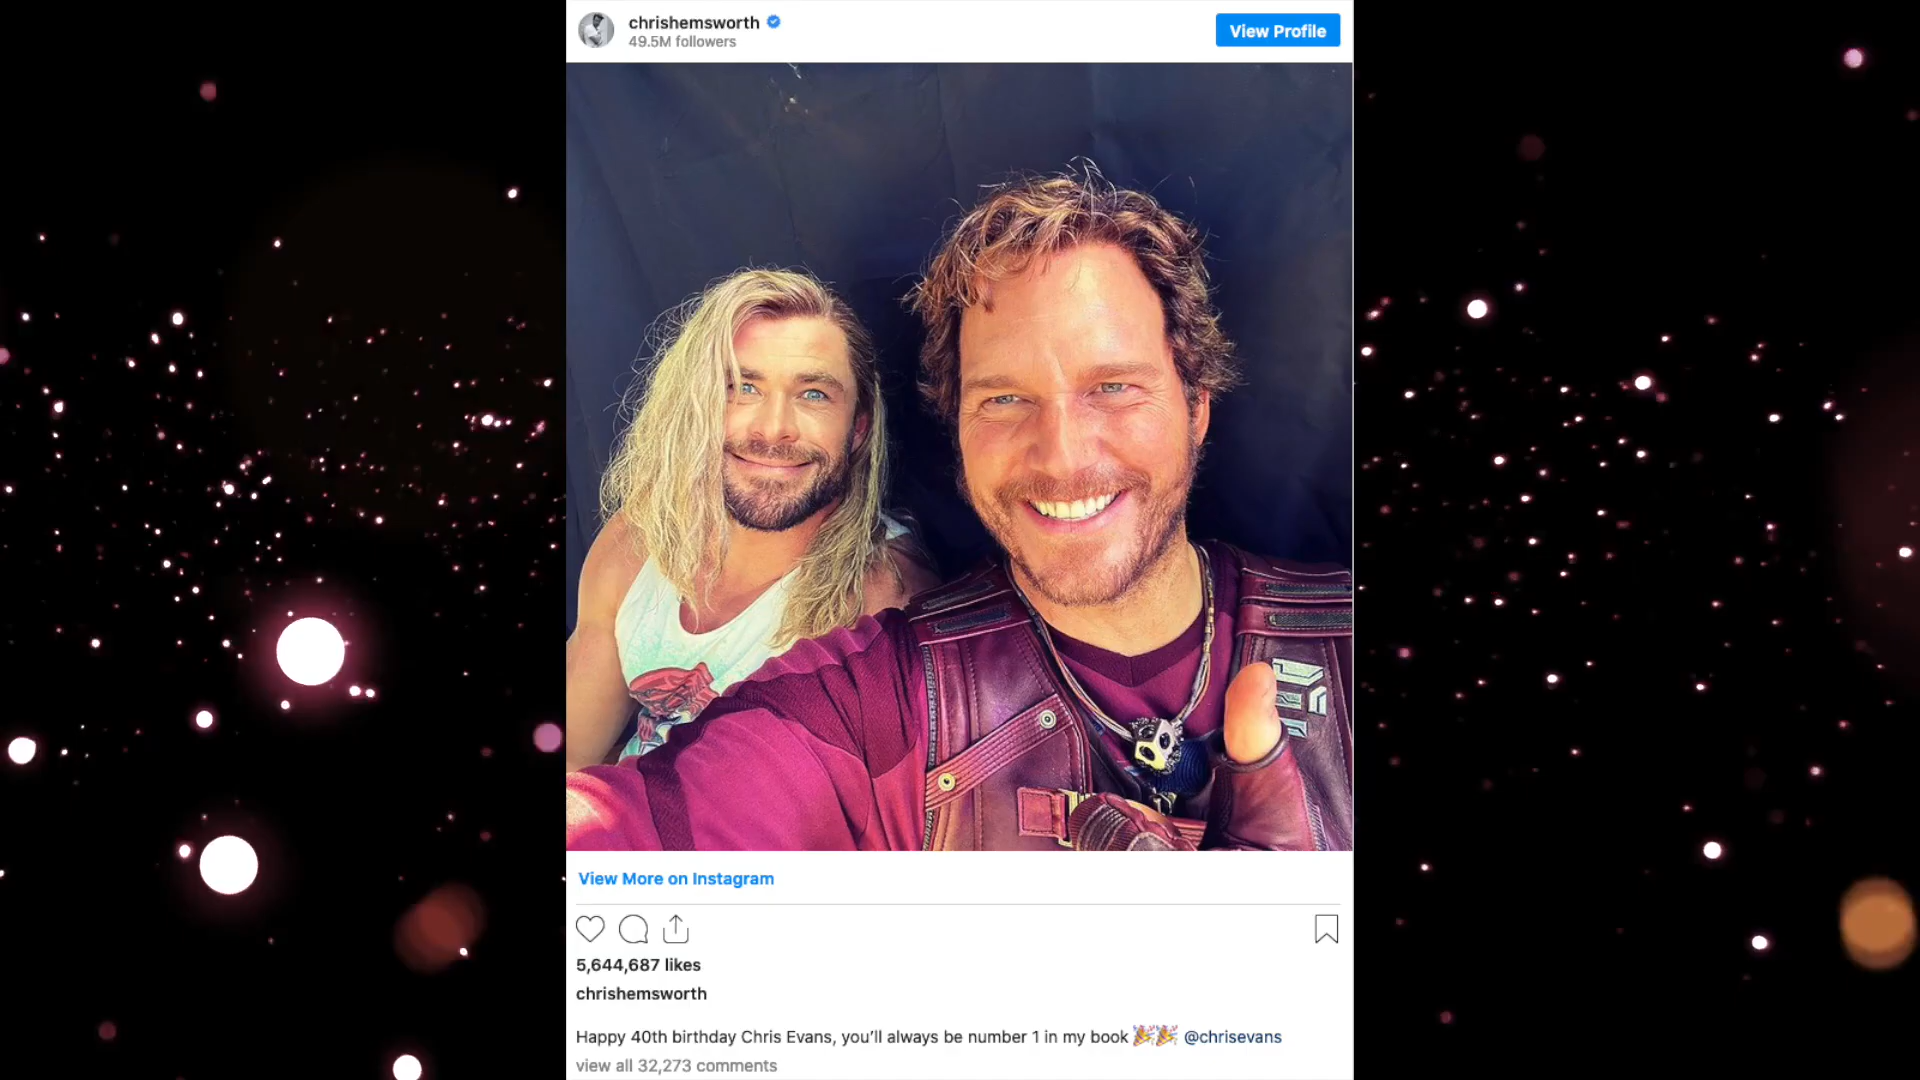 chrishemsworth
49.5M followers
View Profile
View More on Instagram
5,644,687 likes
chrishemsworth
Happy 40th birthday Chris Evans, you’ll always be number 1 in my book 🎉🎉 @chrisevans
view all 32,273 comments